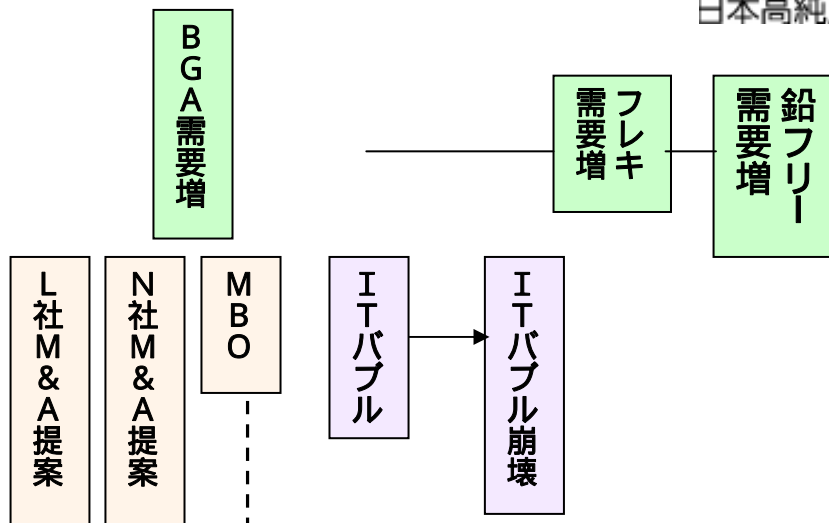 日本高純
BGA需要増
フレキ
需要増
鉛フリー
需要増
L社M&A提案
N社M&A提案
MBO
ITバブル
ITバブル崩壊